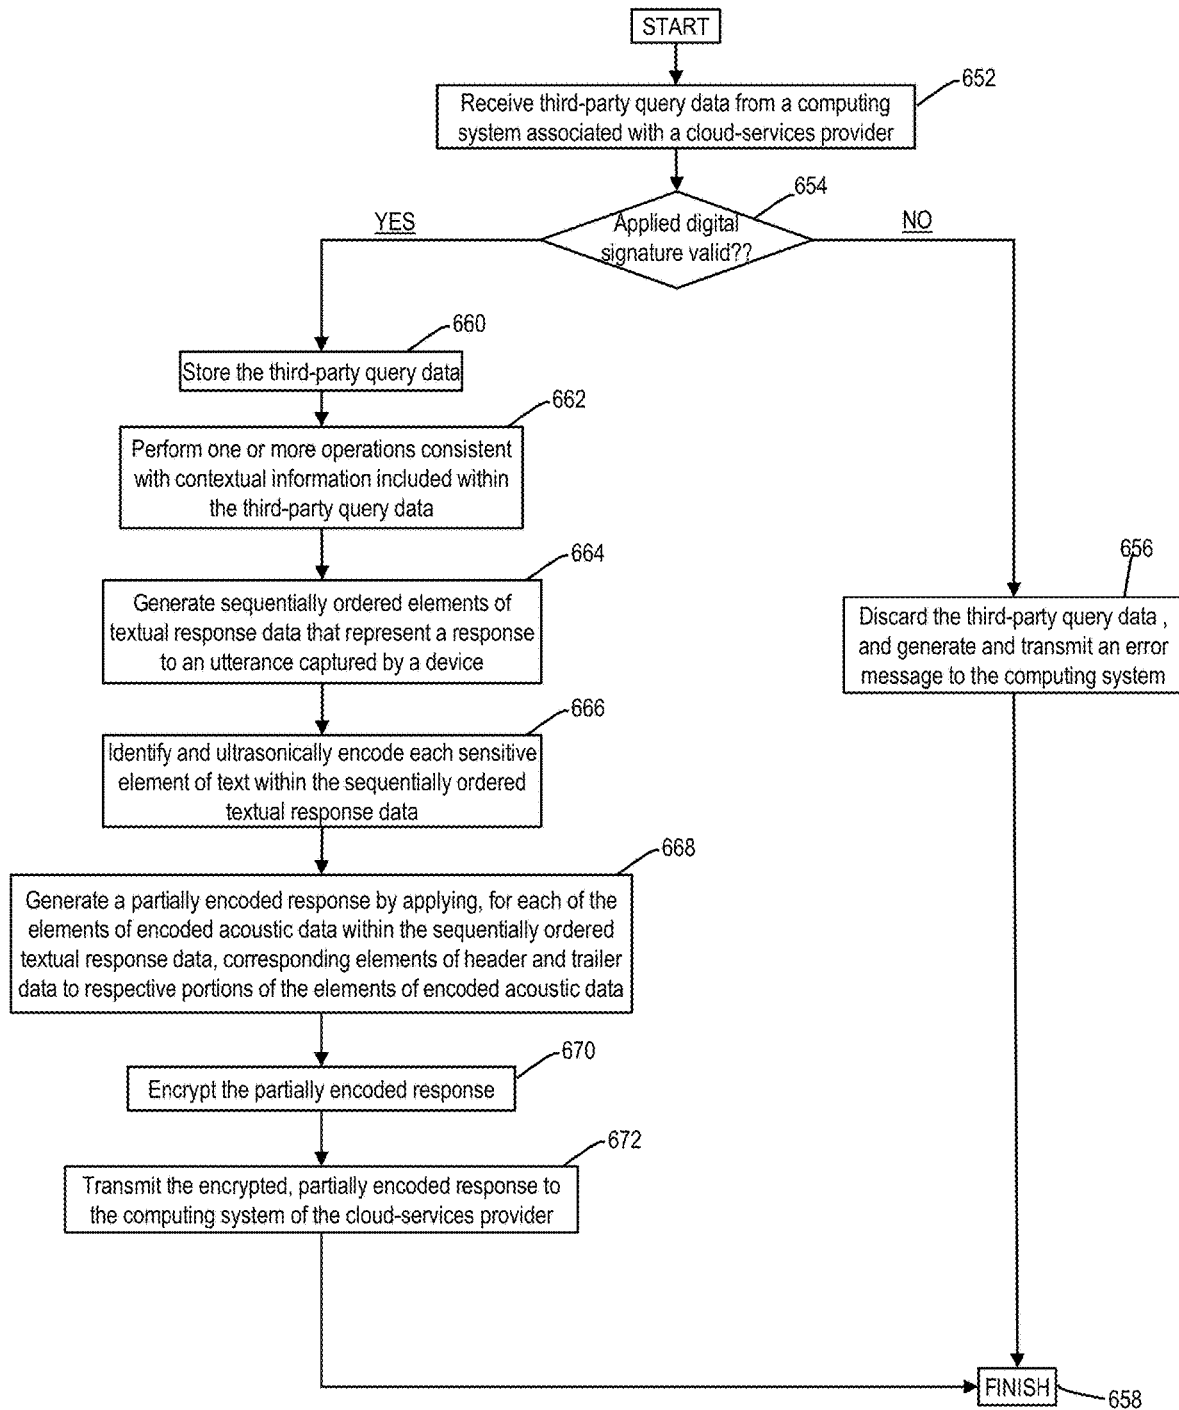 START
652
Receive third-party query data from a computing
system associated with a cloud-services provider
654
Applied digital
signature valid??
YES
NO
660
Store the third-party query data
662
Perform one or more operations consistent
with contextual information included within
the third-party query data
664
Generate sequentially ordered elements of
textual response data that represent a response
to an utterance captured by a device
656
Discard the third-party query data ,
and generate and transmit an error
message to the computing system
666
Identify and ultrasonically encode each sensitive
element of text within the sequentially ordered
textual response data
668
Generate a partially encoded response by applying, for each of the
elements of encoded acoustic data within the sequentially ordered
textual response data, corresponding elements of header and trailer
data to respective portions of the elements of encoded acoustic data
670
Encrypt the partially encoded response
672
Transmit the encrypted, partially encoded response to
the computing system of the cloud-services provider
FINISH
658